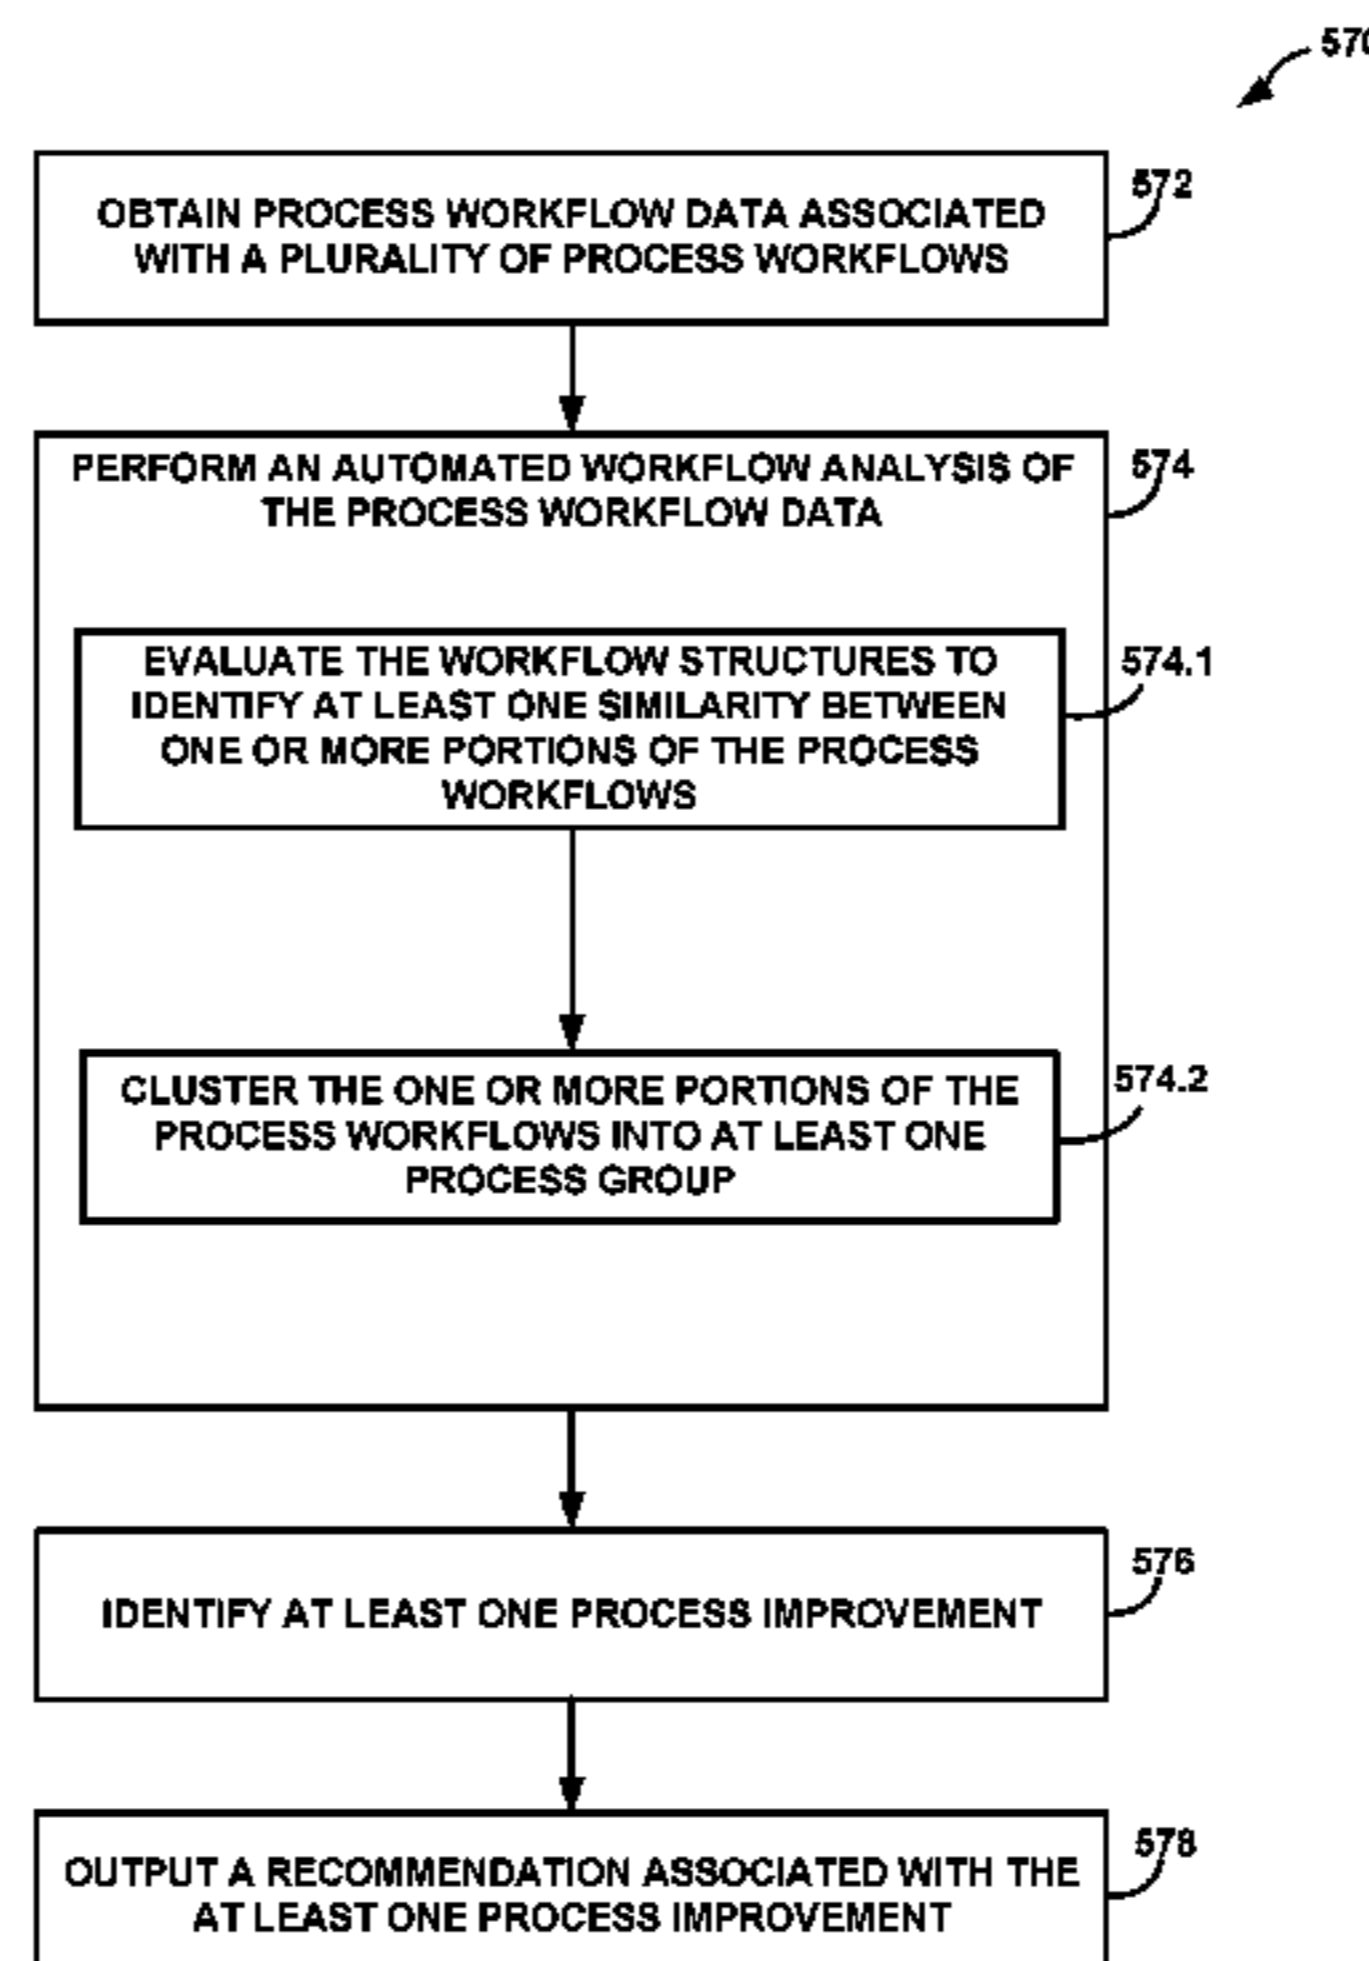 570
OBTAIN PROCESS WORKFLOW DATA ASSOCIATED
WITH A PLURALITY OF PROCESS WORKFLOWS
572
PERFORM AN AUTOMATED WORKFLOW ANALYSIS OF
THE PROCESS WORKFLOW DATA
574
EVALUATE THE WORKFLOW STRUCTURES TO
IDENTIFY AT LEAST ONE SIMILARITY BETWEEN
ONE OR MORE PORTIONS OF THE PROCESS
WORKFLOWS
574.1
CLUSTER THE ONE OR MORE PORTIONS OF THE
PROCESS WORKFLOWS INTO AT LEAST ONE
PROCESS GROUP
574.2
IDENTIFY AT LEAST ONE PROCESS IMPROVEMENT
576
OUTPUT A RECOMMENDATION ASSOCIATED WITH THE
AT LEAST ONE PROCESS IMPROVEMENT
578